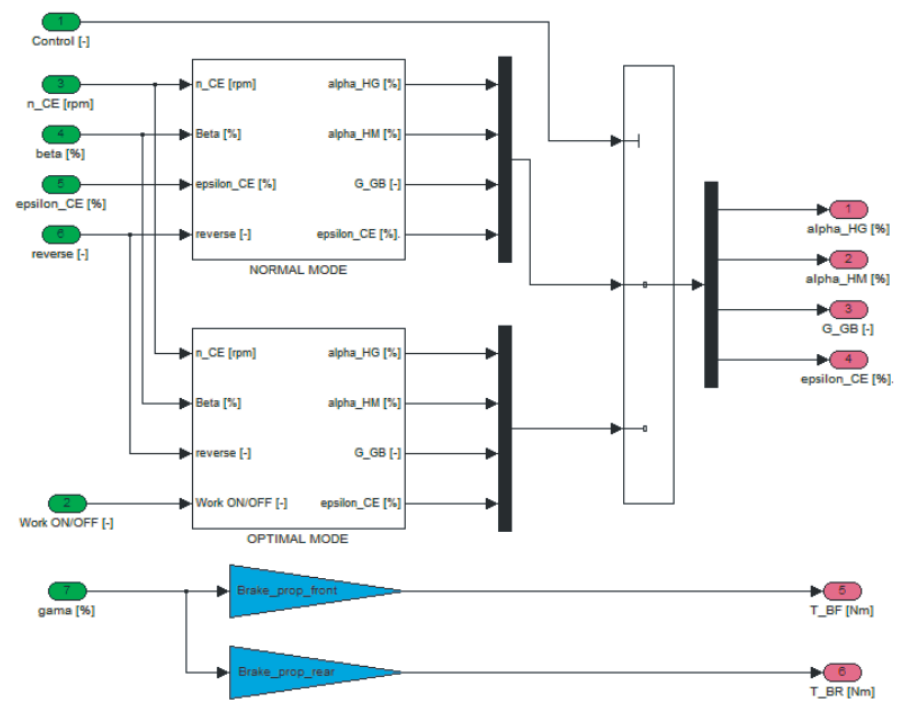 1
Control [-]
3
n_CE [rpm]
4
beta [%]
5
epsilon_CE [%]
6
reverse [-]
n_CE [rpm]
alpha_HG [%]
Beta [%]
alpha_HM [%]
epsilon_CE [%]
G_GB [-]
reverse [-]
epsilon_CE [%].
NORMAL MODE
1
alpha_HG [%]
2
alpha_HM [%]
3
G_GB [-]
4
epsilon_CE [%].
n_CE [rpm]
alpha_HG [%]
Beta [%]
alpha_HM [%]
reverse [-]
G_GB [-]
Work ON/OFF [-]
epsilon_CE [%]
OPTIMAL MODE
2
Work ON/OFF [-]
7
gama [%]
Brake_prop_front
5
T_BF [Nm]
Brake_prop_rear
6
T_BR [Nm]